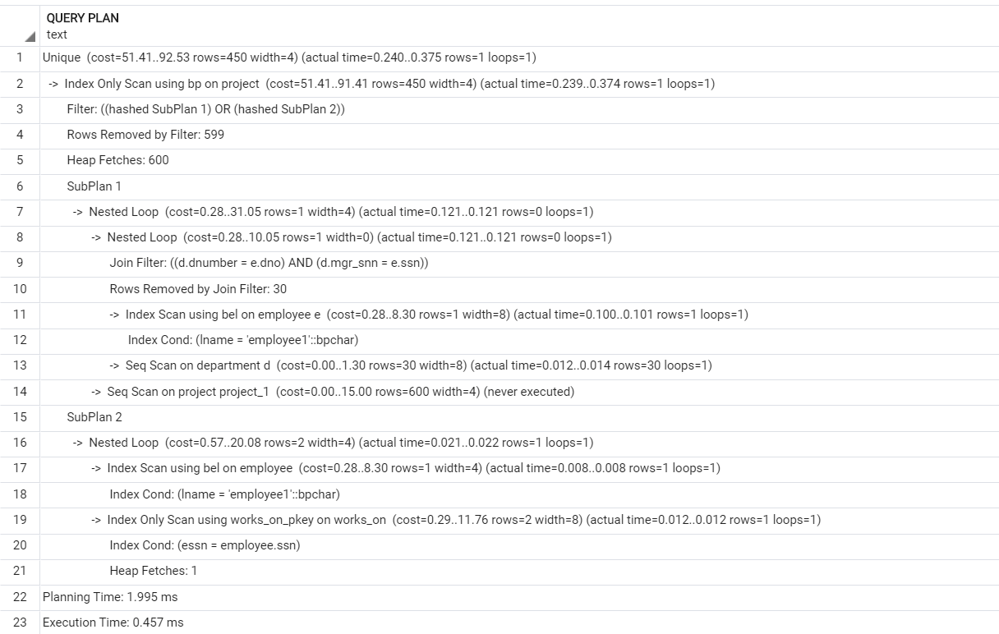 QUERY PLAN
text
1 Unique (cost=51.41..92.53 rows=450 width=4) (actual time=0.240..0.375 rows=1 loops=1)
2 -> Index Only Scan using bp on project (cost=51.41..91.41 rows=450 width=4) (actual time=0.239..0.374 rows=1 loops=1)
3 Filter: ((hashed SubPlan 1) OR (hashed SubPlan 2))
4 Rows Removed by Filter: 599
5 Heap Fetches: 600
6 SubPlan 1
7 -> Nested Loop (cost=0.28..31.05 rows=1 width=4) (actual time=0.121..0.121 rows=0 loops=1)
8 -> Nested Loop (cost=0.28..10.05 rows=1 width=0) (actual time=0.121..0.121 rows=0 loops=1)
9 Join Filter: ((d.dnumber = e.dno) AND (d.mgr_snn = e.ssn))
10 Rows Removed by Join Filter: 30
11 -> Index Scan using bel on employee e (cost=0.28..8.30 rows=1 width=8) (actual time=0.100..0.101 rows=1 loops=1)
12 Index Cond: (lname = 'employee1'::bpchar)
13 -> Seq Scan on department d (cost=0.00..1.30 rows=30 width=8) (actual time=0.012..0.014 rows=30 loops=1)
14 -> Seq Scan on project project_1 (cost=0.00..15.00 rows=600 width=4) (never executed)
15 SubPlan 2
16 -> Nested Loop (cost=0.57..20.08 rows=2 width=4) (actual time=0.021..0.022 rows=1 loops=1)
17 -> Index Scan using bel on employee (cost=0.28..8.30 rows=1 width=4) (actual time=0.008..0.008 rows=1 loops=1)
18 Index Cond: (lname = 'employee1'::bpchar)
19 -> Index Only Scan using works_on_pkey on works_on (cost=0.29..11.76 rows=2 width=8) (actual time=0.012..0.012 rows=1 loops=1)
20 Index Cond: (essn = employee.ssn)
21 Heap Fetches: 1
22 Planning Time: 1.995 ms
23 Execution Time: 0.457 ms